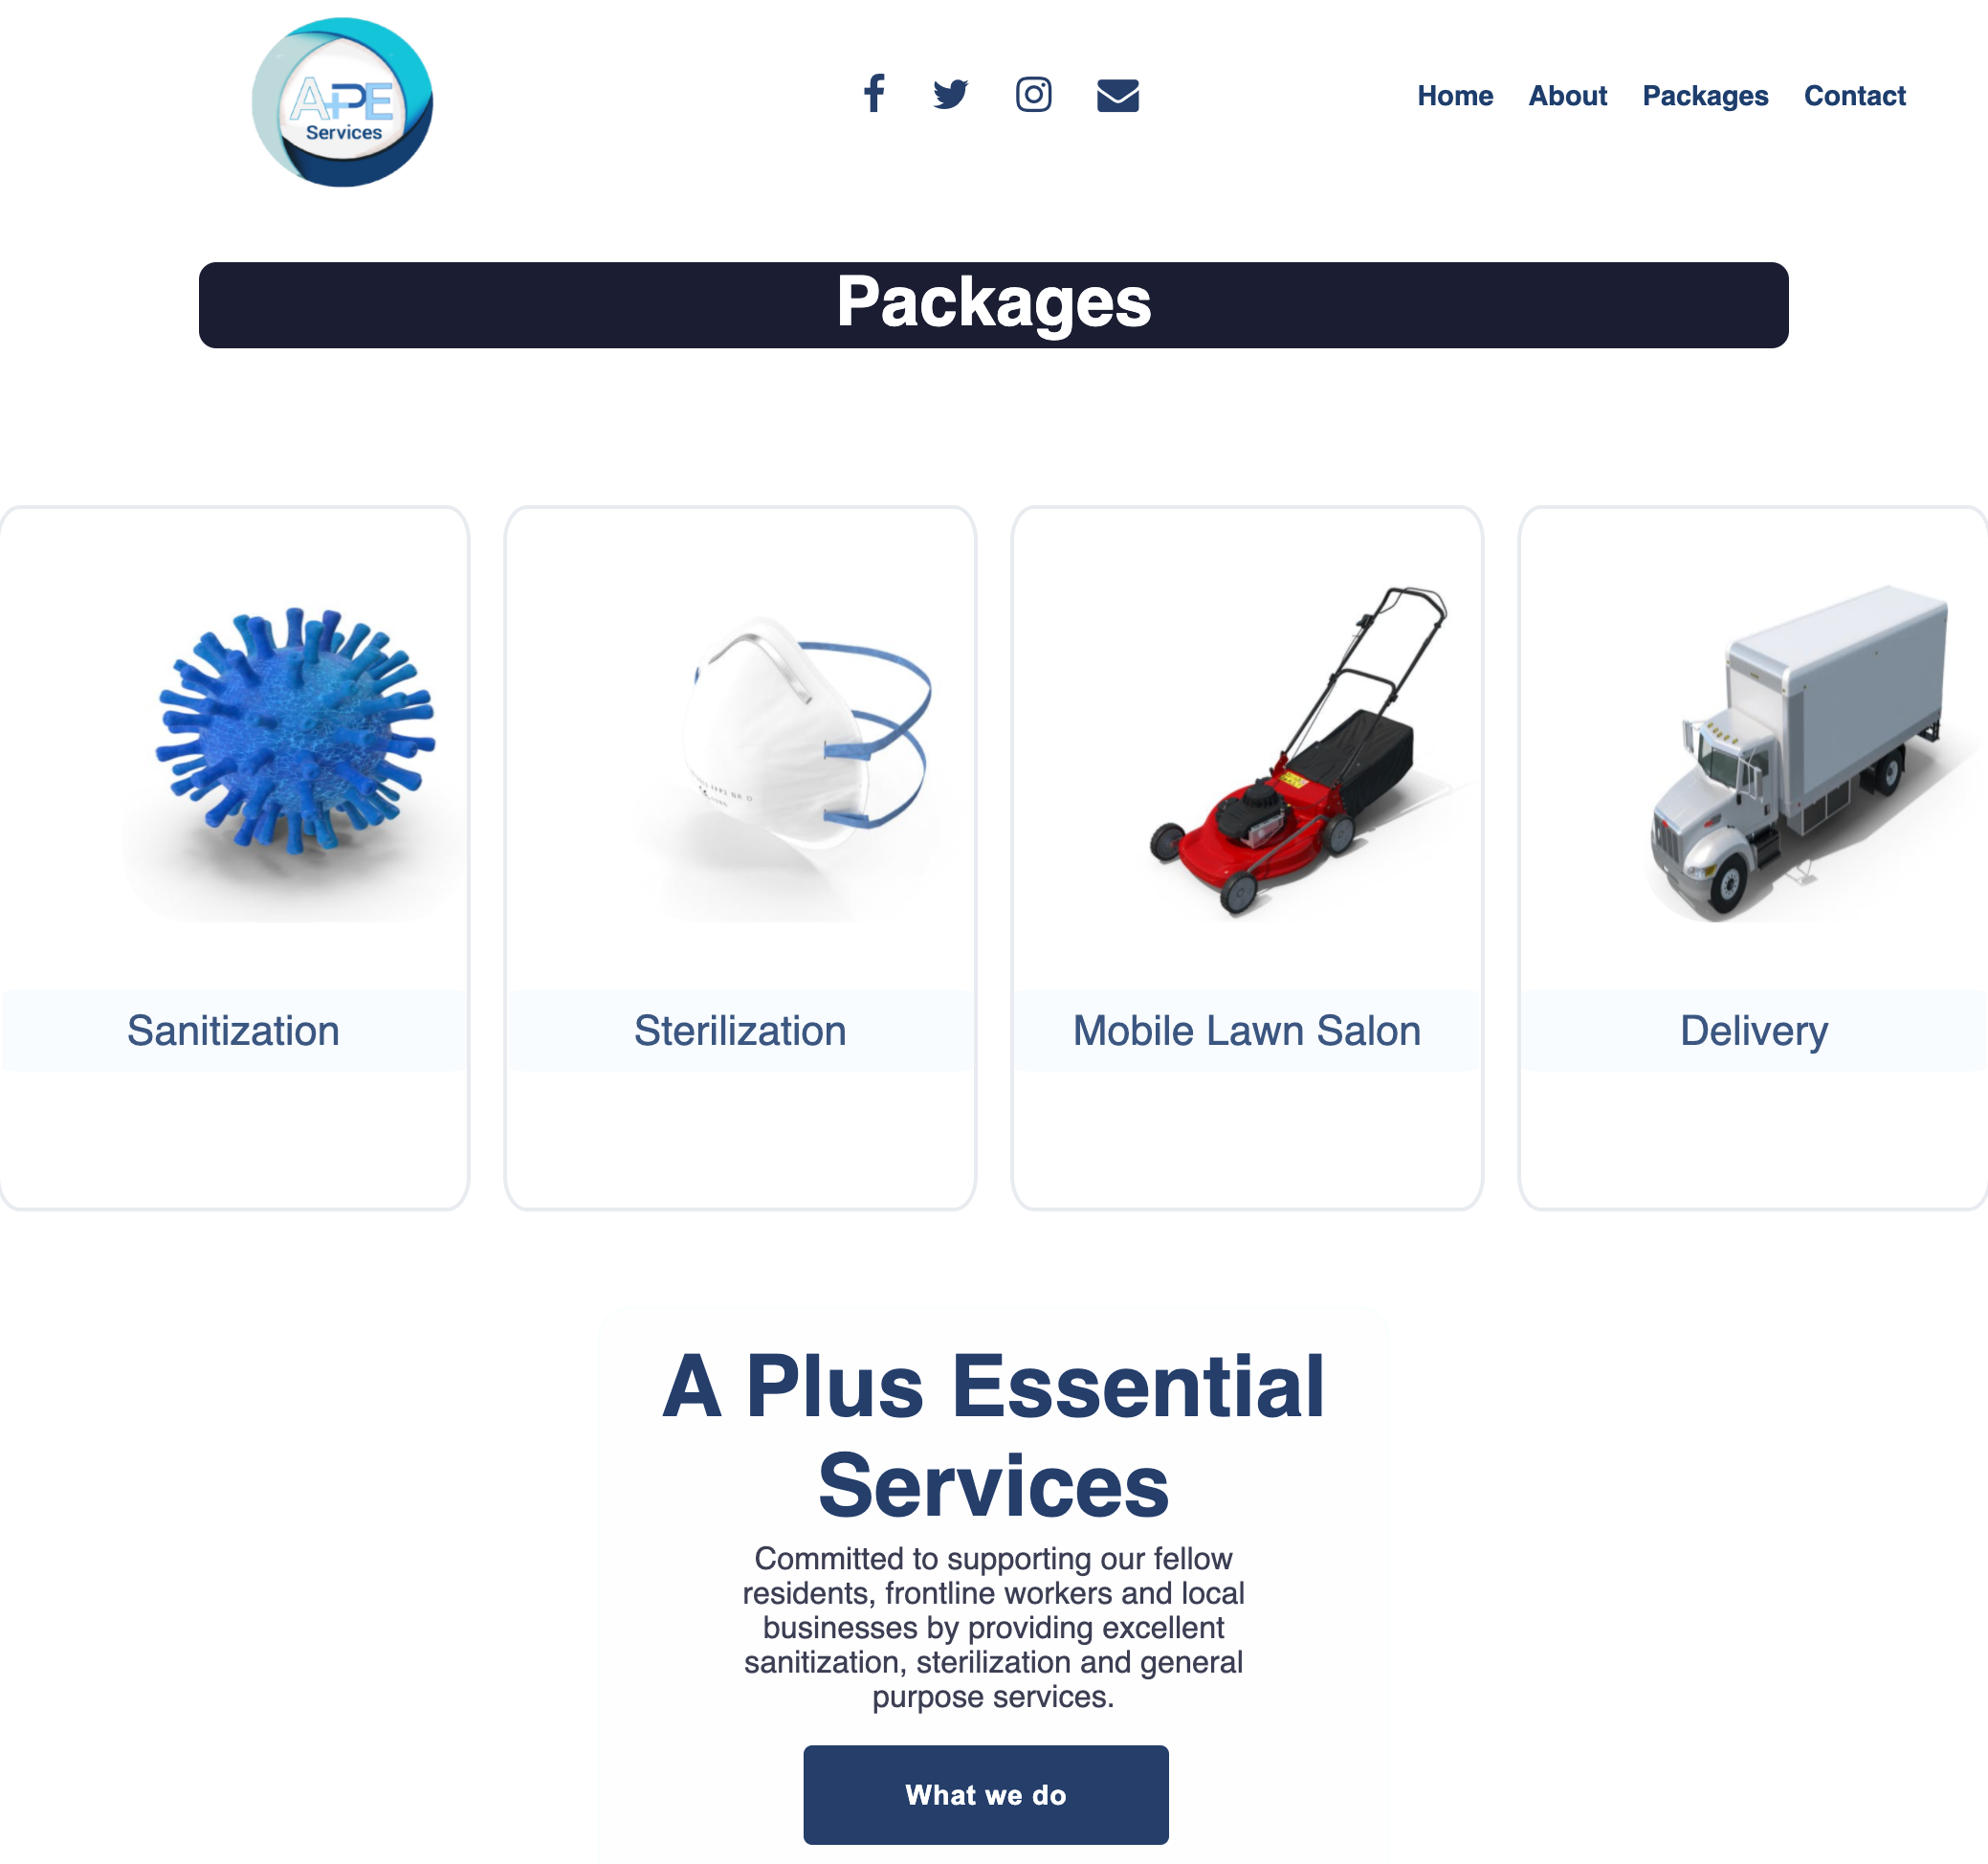 A+PE
Services
Home About Packages Contact
Packages
Sanitization
Sterilization
Mobile Lawn Salon
Delivery
A Plus Essential
Services
Committed to supporting our fellow
residents, frontline workers and local
businesses by providing excellent
sanitization, sterilization and general
purpose services.
What we do